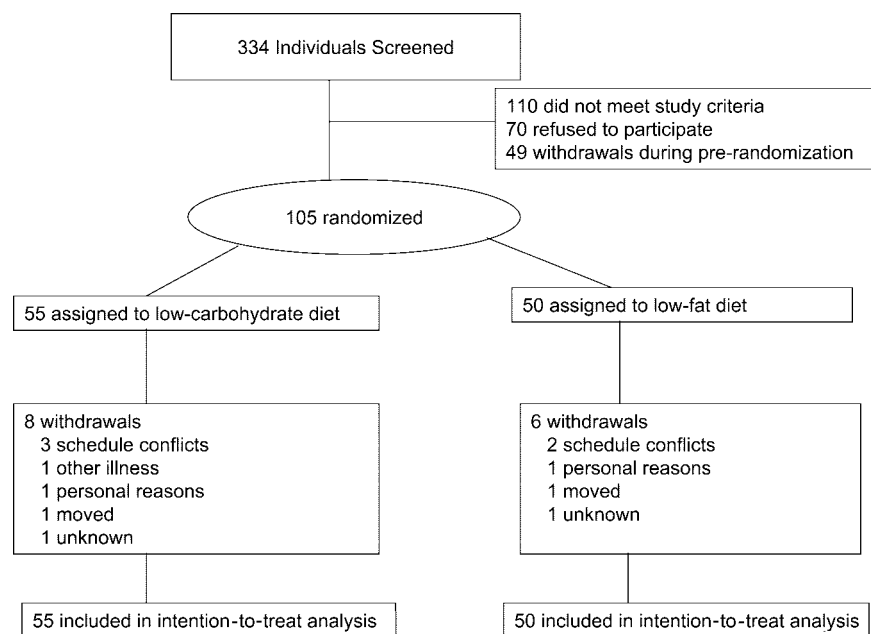 334 Individuals Screened
110 did not meet study criteria
70 refused to participate
49 withdrawals during pre-randomization
105 randomized
55 assigned to low-carbohydrate diet
50 assigned to low-fat diet
8 withdrawals
3 schedule conflicts
1 other illness
1 personal reasons
1 moved
1 unknown
6 withdrawals
2 schedule conflicts
1 personal reasons
1 moved
1 unknown
55 included in intention-to-treat analysis
50 included in intention-to-treat analysis